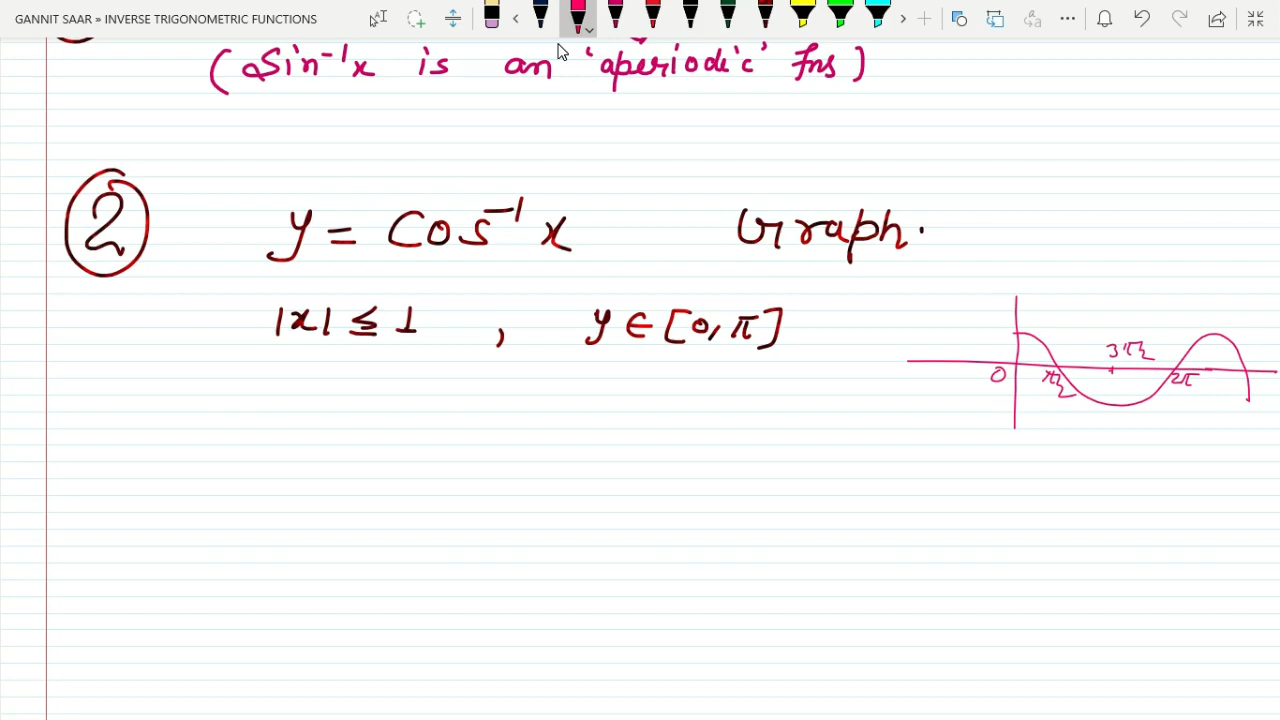 GANNIT SAAR » INVERSE TRIGONOMETRIC FUNCTIONS
( Sin⁻¹x is an 'aperiodic' fns )
2 y = Cos⁻¹ x Graph.
|x| ≤ 1 , y ∈ [0, π]
0 π/2 3π/2 2π